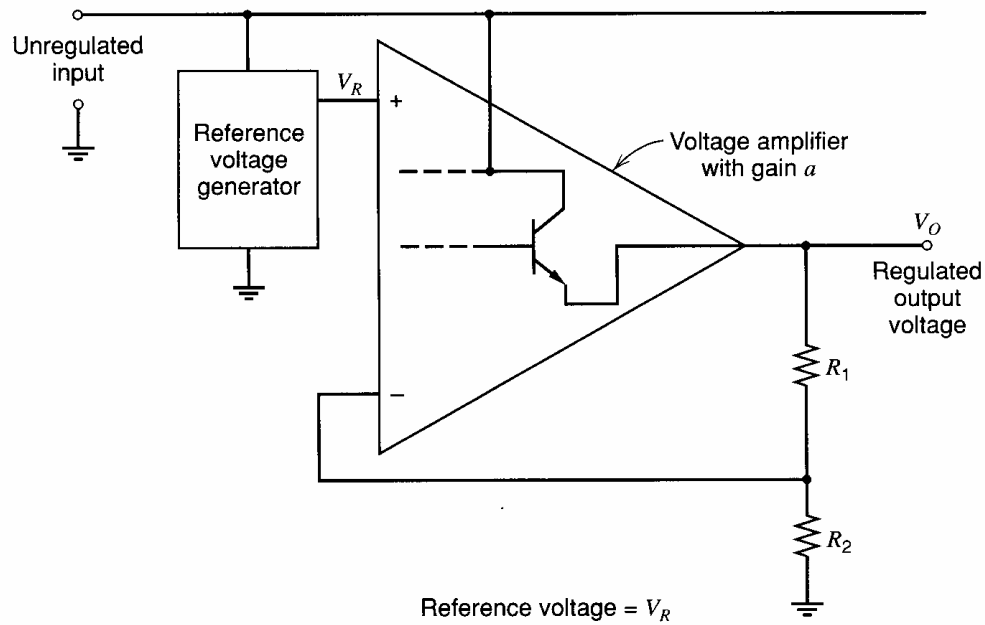 Unregulated
input
V_R
+
Reference
voltage
generator
Voltage amplifier
with gain a
V_O
Regulated
output
voltage
R_1
−
R_2
Reference voltage = V_R